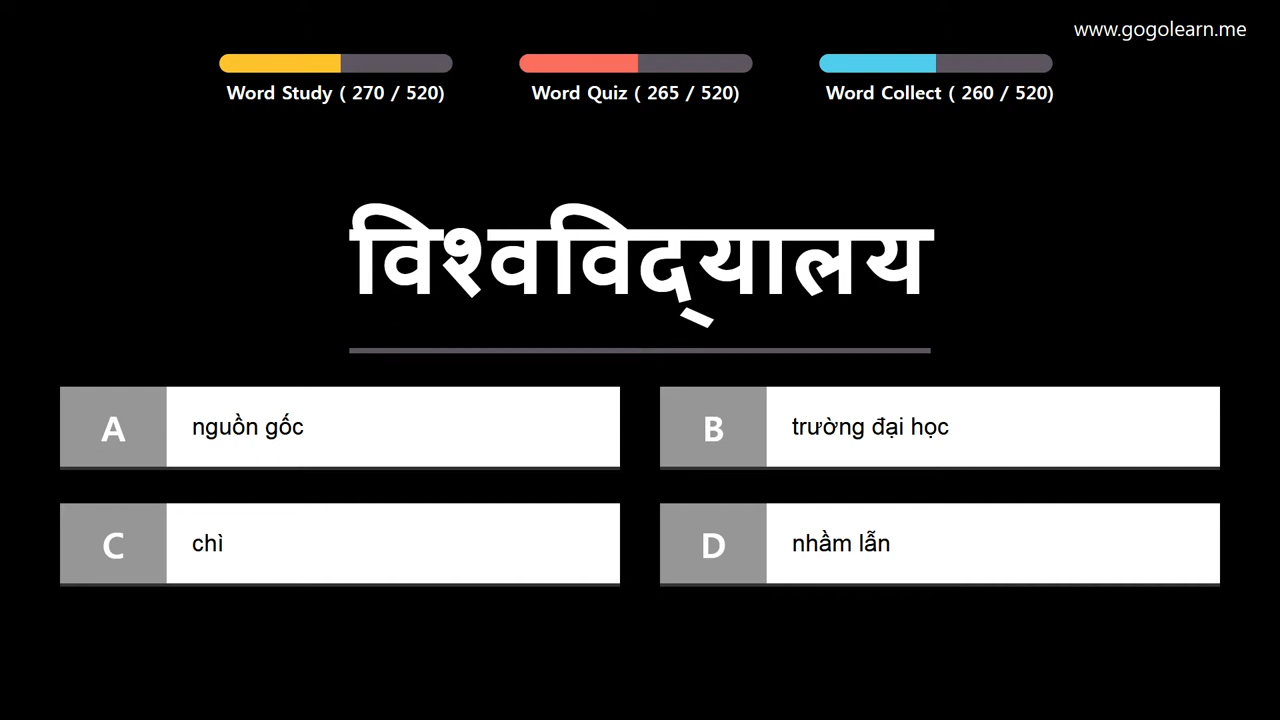 www.gogolearn.me
Word Study ( 270 / 520)
Word Quiz ( 265 / 520)
Word Collect ( 260 / 520)
विश्वविद्‌यालय
A nguồn gốc
B trường đại học
C chì
D nhầm lẫn